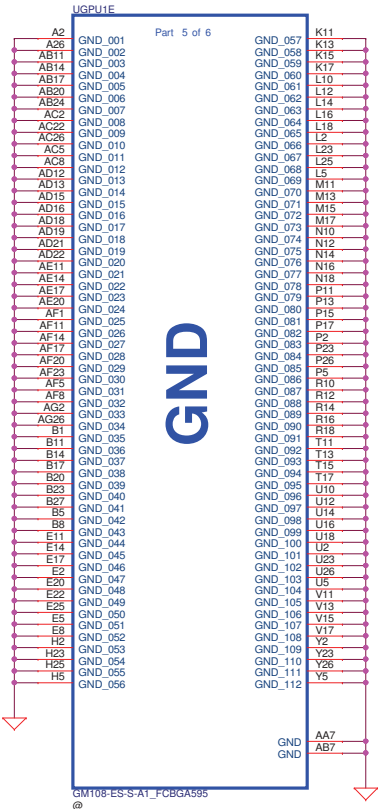 UGPU1E
Part 5 of 6
A2 GND_001 GND_057 K11
A26 GND_002 GND_058 K13
AB11 GND_003 GND_059 K15
AB14 GND_004 GND_060 K17
AB17 GND_005 GND_061 L10
AB20 GND_006 GND_062 L12
AB24 GND_007 GND_063 L14
AC2 GND_008 GND_064 L16
AC22 GND_009 GND_065 L18
AC26 GND_010 GND_066 L2
AC5 GND_011 GND_067 L23
AC8 GND_012 GND_068 L25
AD12 GND_013 GND_069 L5
AD13 GND_014 GND_070 M11
AD15 GND_015 GND_071 M13
AD16 GND_016 GND_072 M15
AD18 GND_017 GND_073 M17
AD19 GND_018 GND_074 N10
AD21 GND_019 GND_075 N12
AD22 GND_020 GND_076 N14
AE11 GND_021 GND_077 N16
AE14 GND_022 GND_078 N18
AE17 GND_023 GND_079 P11
AE20 GND_024 GND_080 P13
AF1 GND_025 GND_081 P15
AF11 GND_026 GND_082 P17
AF14 GND_027 GND_083 P2
AF17 GND_028 GND_084 P23
AF20 GND_029 GND_085 P26
AF23 GND_030 GND_086 P5
AF5 GND_031 GND_087 R10
AF8 GND_032 GND_088 R12
AG2 GND_033 GND_089 R14
AG26 GND_034 GND_090 R16
B1 GND_035 GND_091 R18
B11 GND_036 GND_092 T11
B14 GND_037 GND_093 T13
B17 GND_038 GND_094 T15
B20 GND_039 GND_095 T17
B23 GND_040 GND_096 U10
B27 GND_041 GND_097 U12
B5 GND_042 GND_098 U14
B8 GND_043 GND_099 U16
E11 GND_044 GND_100 U18
E14 GND_045 GND_101 U2
E17 GND_046 GND_102 U23
E2 GND_047 GND_103 U26
E20 GND_048 GND_104 U5
E22 GND_049 GND_105 V11
E25 GND_050 GND_106 V13
E5 GND_051 GND_107 V15
E8 GND_052 GND_108 V17
H2 GND_053 GND_109 Y2
H23 GND_054 GND_110 Y23
H25 GND_055 GND_111 Y26
H5 GND_056 GND_112 Y5
GND
GND AA7
GND AB7
GM108-ES-S-A1_FCBGA595
@